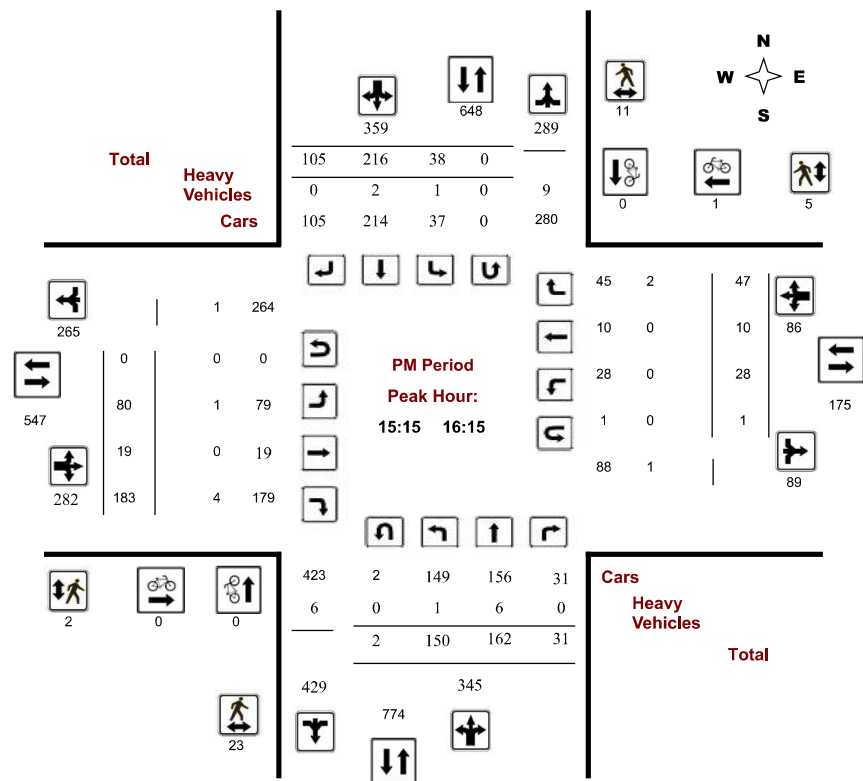 N
W E
S
359 648 289 11
Total 105 216 38 0
Heavy
Vehicles 0 2 1 0 9
Cars 105 214 37 0 280
0 1 5
265 1 264
45 2 47
10 0 10 86
0 0 0
28 0 28
547 80 1 79
PM Period
Peak Hour:
15:15 16:15
175
1 0 1
19 0 19
88 1 89
282 183 4 179
423 2 149 156 31 Cars
6 0 1 6 0 Heavy
Vehicles
2 0 0
2 150 162 31 Total
429 345
774
23